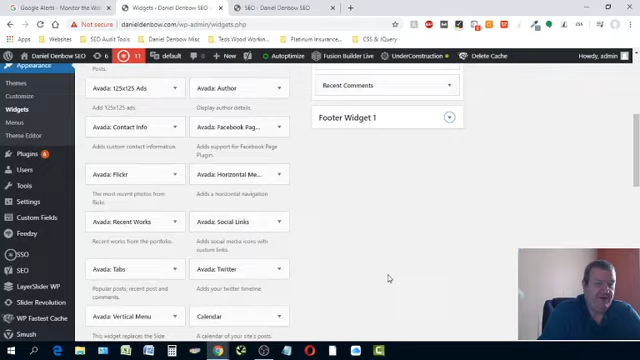 Google Alerts - Monitor the We
Widgets - Daniel Denbow SEO
SEO - Daniel Denbow SEO
Not secure
danieldenbow.com/wp-admin/widgets.php
Apps
Websites
SEO Audit Tools
Daniel Denbow Misc
Teds Wood Working...
Platinum Insurance...
CSS & JQuery
Daniel Denbow SEO
6
11
default
0
New
Autoptimize
Fusion Builder Live
UnderConstruction
Delete Cache
Howdy, admin
Appearance
Themes
Customize
Widgets
Menus
Theme Editor
Plugins 6
Users
Tools
Settings
Custom Fields
Feedzy
SSO
SEO
LayerSlider WP
Slider Revolution
WP Fastest Cache
Smush
Posts.
Avada: 125x125 Ads
Add 125x125 ads.
Avada: Author
Display author details.
Avada: Contact Info
Adds custom contact information.
Avada: Facebook Pag...
Adds support for Facebook Page
Plugin.
Avada: Flickr
The most recent photos from
flickr.
Avada: Horizontal Me...
Adds a horizontal navigation
Avada: Recent Works
Recent works from the portfolio.
Avada: Social Links
Adds social media icons with
custom links.
Avada: Tabs
Popular posts, recent post and
comments.
Avada: Twitter
Adds your twitter timeline
Avada: Vertical Menu
This widget replaces the Side
Calendar
A calendar of your site's posts.
Recent Comments
Footer Widget 1